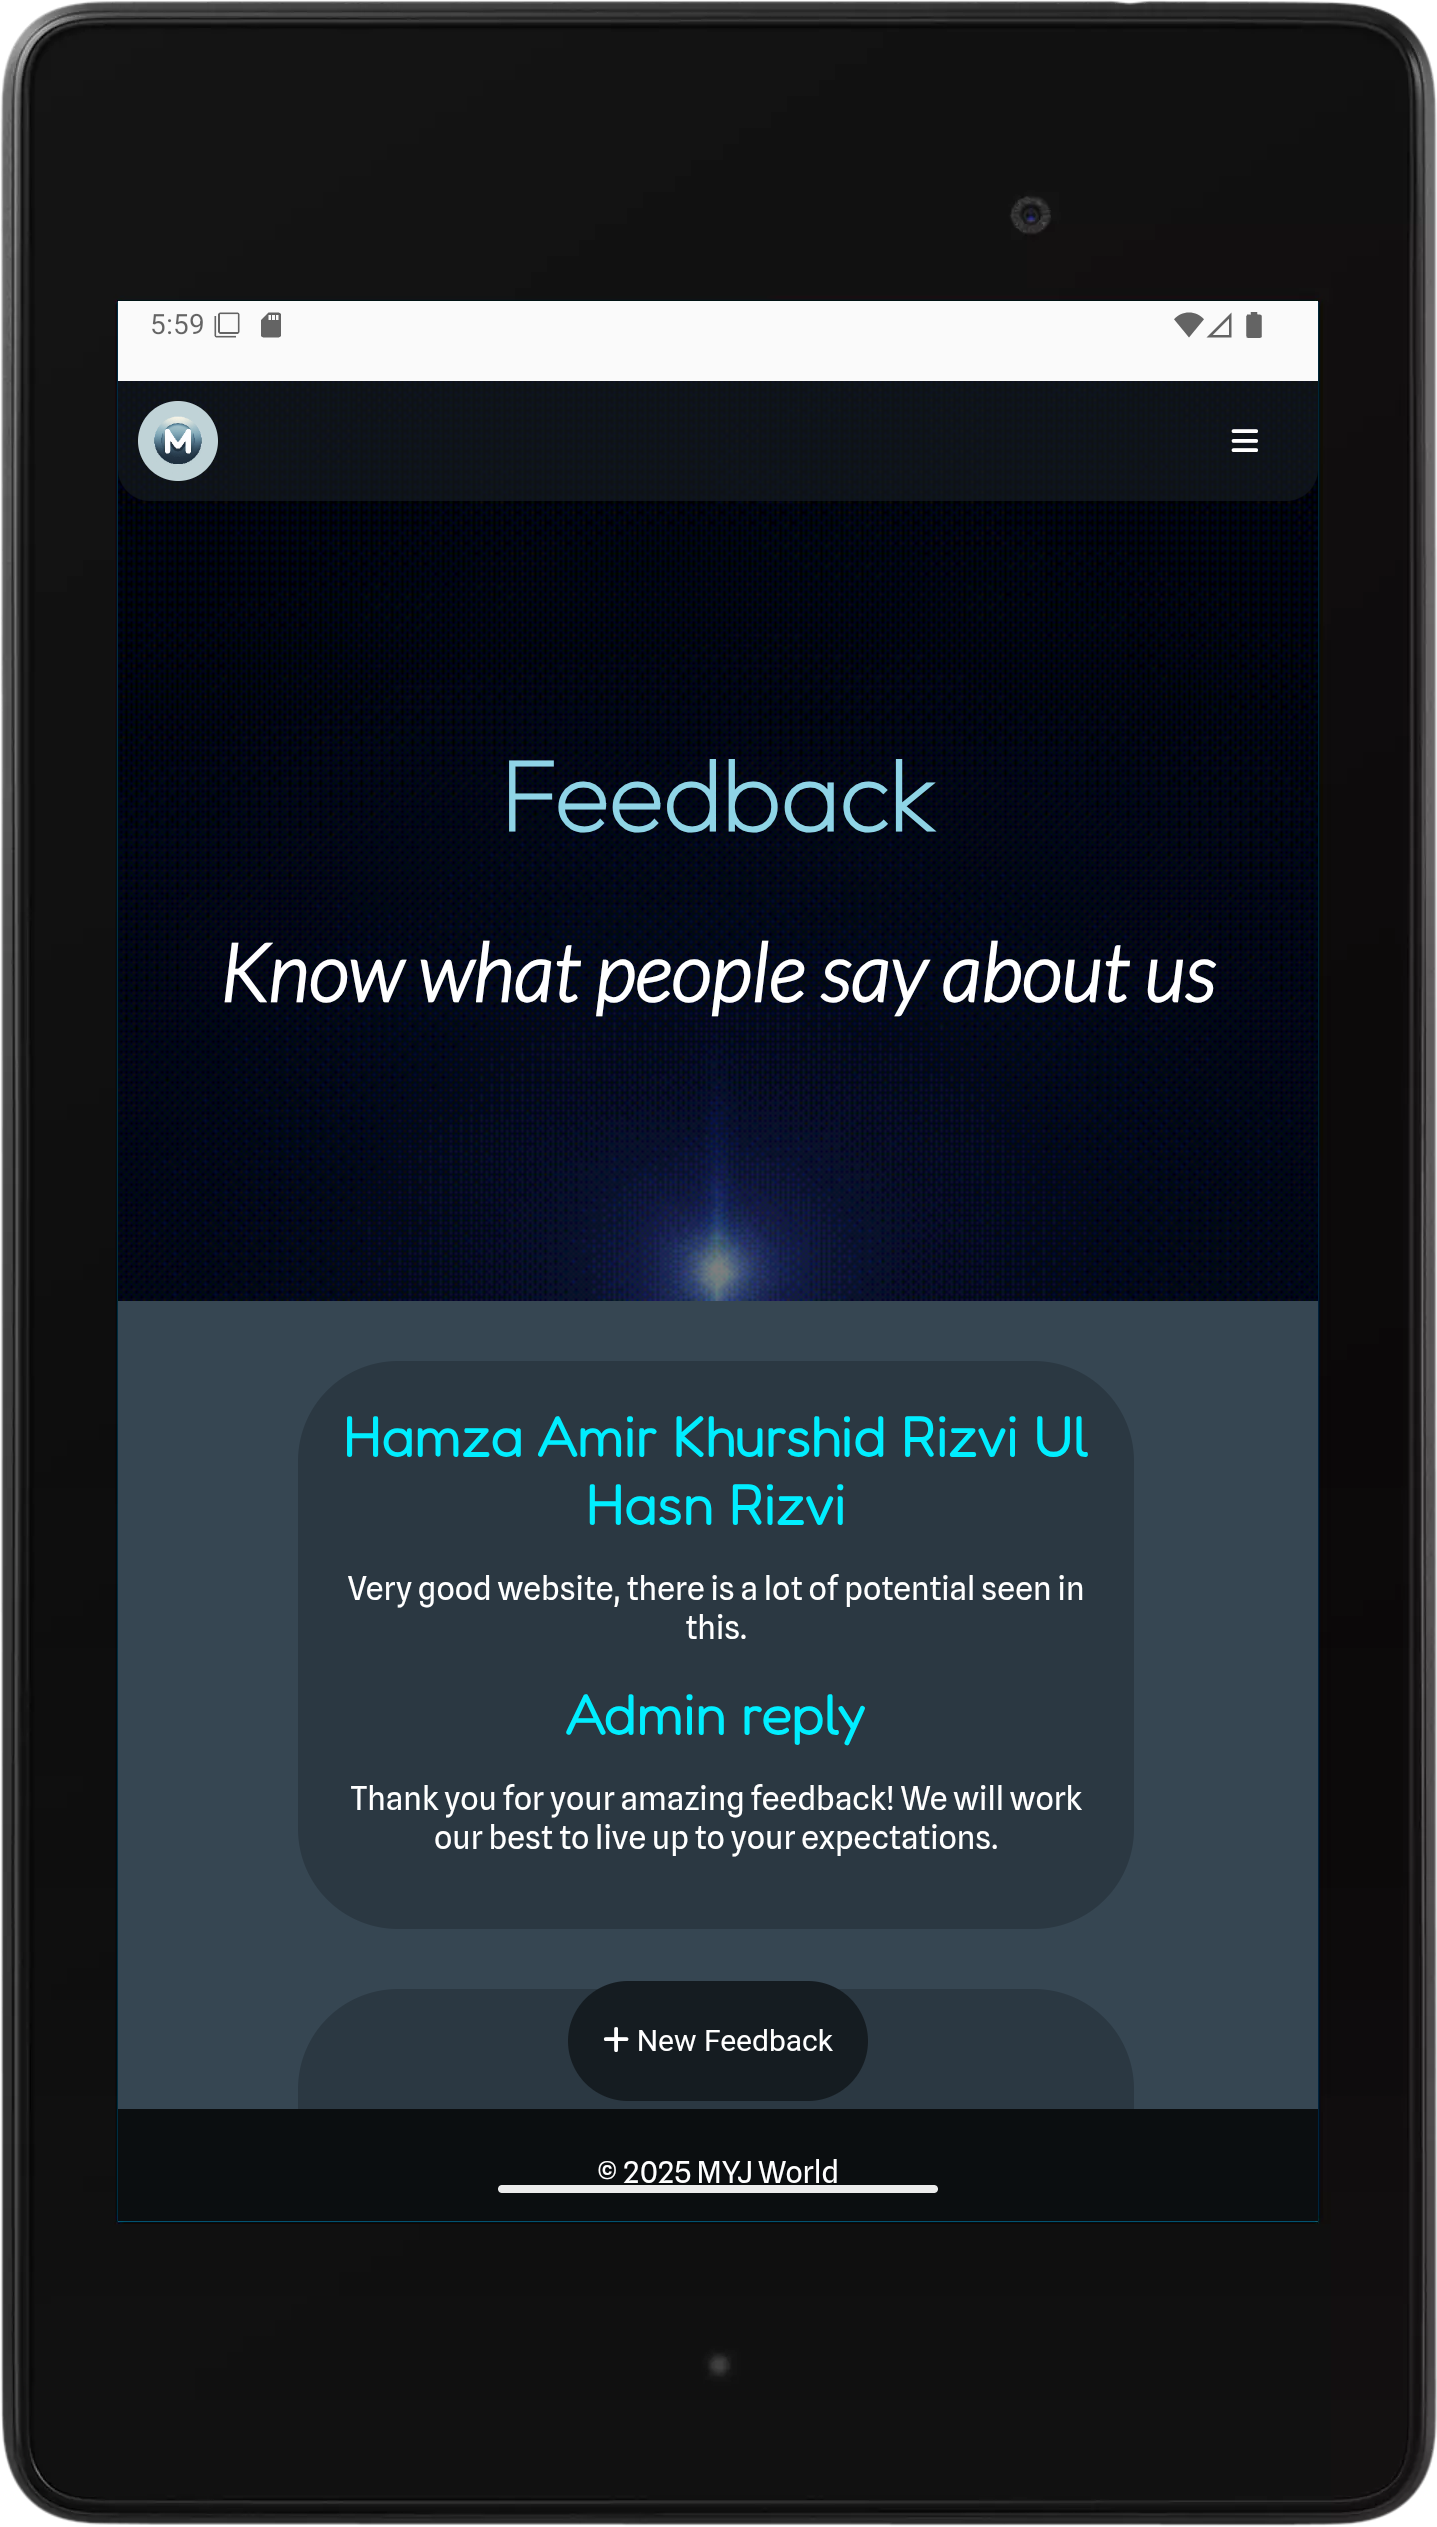 5:59
M
Feedback
Know what people say about us
Hamza Amir Khurshid Rizvi Ul
Hasn Rizvi
Very good website, there is a lot of potential seen in
this.
Admin reply
Thank you for your amazing feedback! We will work
our best to live up to your expectations.
+ New Feedback
© 2025 MYJ World